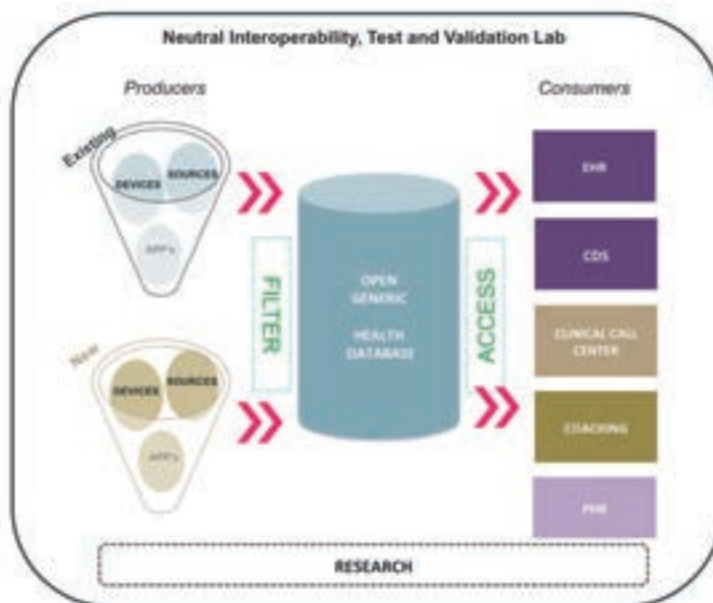 Neutral Interoperability, Test and Validation Lab
Producers
Consumers
Existing
DEVICES
SOURCES
APP's
New
DEVICES
SOURCES
APP's
FILTER
OPEN
GENERIC
HEALTH
DATABASE
ACCESS
EHR
CDS
CLINICAL CALL
CENTER
COACHING
PHR
RESEARCH